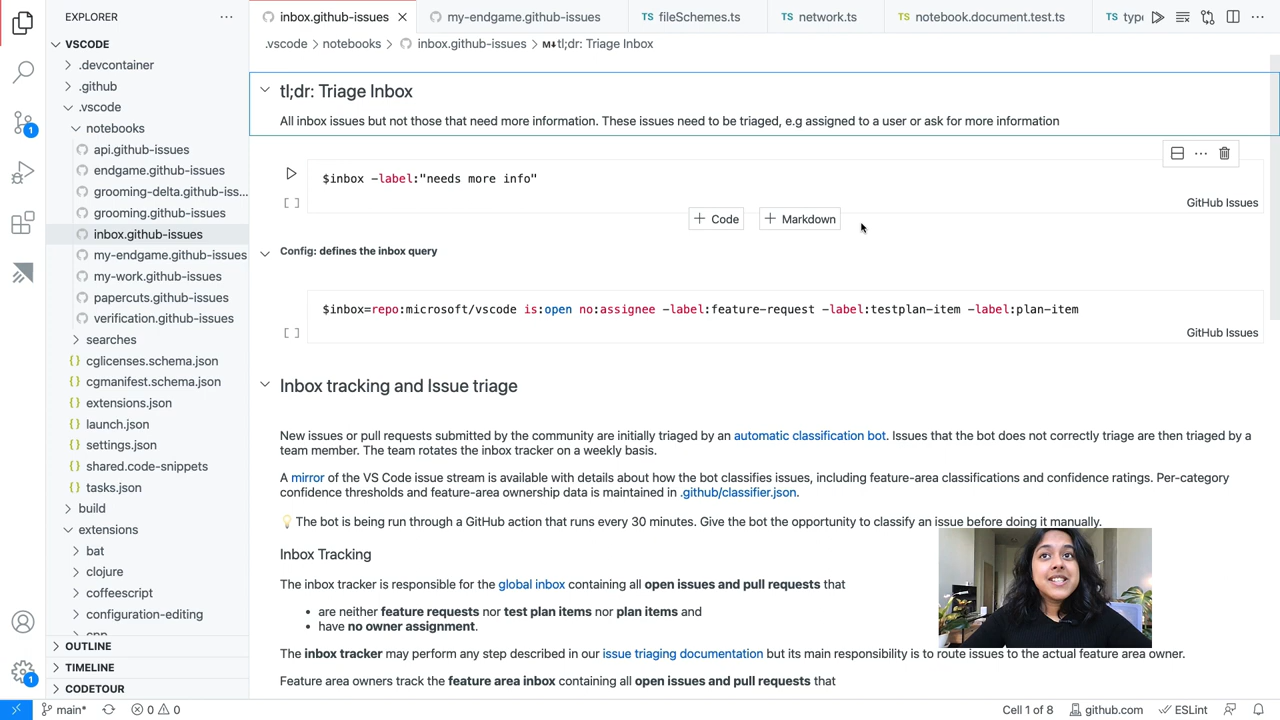 EXPLORER
VSCODE
.devcontainer
.github
.vscode
notebooks
api.github-issues
endgame.github-issues
grooming-delta.github-iss...
grooming.github-issues
inbox.github-issues
my-endgame.github-issues
my-work.github-issues
papercuts.github-issues
verification.github-issues
searches
cglicenses.schema.json
cgmanifest.schema.json
extensions.json
launch.json
settings.json
shared.code-snippets
tasks.json
build
extensions
bat
clojure
coffeescript
configuration-editing
cpp
OUTLINE
TIMELINE
CODETOUR
inbox.github-issues
my-endgame.github-issues
TS fileSchemes.ts
TS network.ts
TS notebook.document.test.ts
TS type
.vscode > notebooks > inbox.github-issues > M↓tl;dr: Triage Inbox
tl;dr: Triage Inbox
All inbox issues but not those that need more information. These issues need to be triaged, e.g assigned to a user or ask for more information
$inbox -label:"needs more info"
[ ]
GitHub Issues
+ Code
+ Markdown
Config: defines the inbox query
$inbox=repo:microsoft/vscode is:open no:assignee -label:feature-request -label:testplan-item -label:plan-item
[ ]
GitHub Issues
Inbox tracking and Issue triage
New issues or pull requests submitted by the community are initially triaged by an automatic classification bot. Issues that the bot does not correctly triage are then triaged by a
team member. The team rotates the inbox tracker on a weekly basis.
A mirror of the VS Code issue stream is available with details about how the bot classifies issues, including feature-area classifications and confidence ratings. Per-category
confidence thresholds and feature-area ownership data is maintained in .github/classifier.json.
💡 The bot is being run through a GitHub action that runs every 30 minutes. Give the bot the opportunity to classify an issue before doing it manually.
Inbox Tracking
The inbox tracker is responsible for the global inbox containing all open issues and pull requests that
• are neither feature requests nor test plan items nor plan items and
• have no owner assignment.
The inbox tracker may perform any step described in our issue triaging documentation but its main responsibility is to route issues to the actual feature area owner.
Feature area owners track the feature area inbox containing all open issues and pull requests that
1
1
main*
0
0
Cell 1 of 8
github.com
ESLint